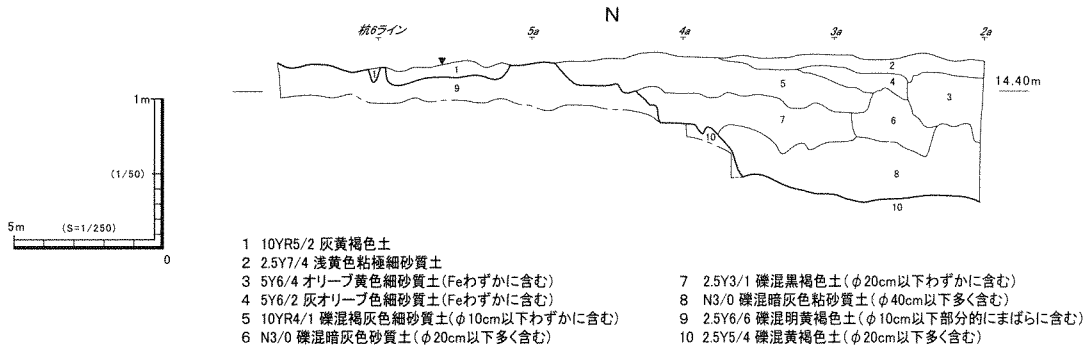 N
杭6ライン 5a 4a 3a 2a
1 1 2
5 4 14.40m
9 3
1m
7 6
10
(1/50) 8
10
5m (S=1/250)
0
1 10YR5/2 灰黄褐色土
2 2.5Y7/4 浅黄色粘極細砂質土
3 5Y6/4 オリーブ黄色細砂質土(Feわずかに含む)
4 5Y6/2 灰オリーブ色細砂質土(Feわずかに含む)
5 10YR4/1 礫混褐灰色細砂質土(φ10cm以下わずかに含む)
6 N3/0 礫混暗灰色砂質土(φ20cm以下多く含む)
7 2.5Y3/1 礫混黒褐色土(φ20cm以下わずかに含む)
8 N3/0 礫混暗灰色粘砂質土(φ40cm以下多く含む)
9 2.5Y6/6 礫混明黄褐色土(φ10cm以下部分的にまばらに含む)
10 2.5Y5/4 礫混黄褐色土(φ20cm以下多く含む)